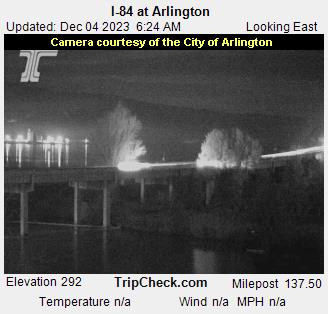 I-84 at Arlington
Updated: Dec 04 2023 6:24 AM Looking East
Camera courtesy of the City of Arlington
Elevation 292 TripCheck.com Milepost 137.50
Temperature n/a Wind n/a MPH n/a